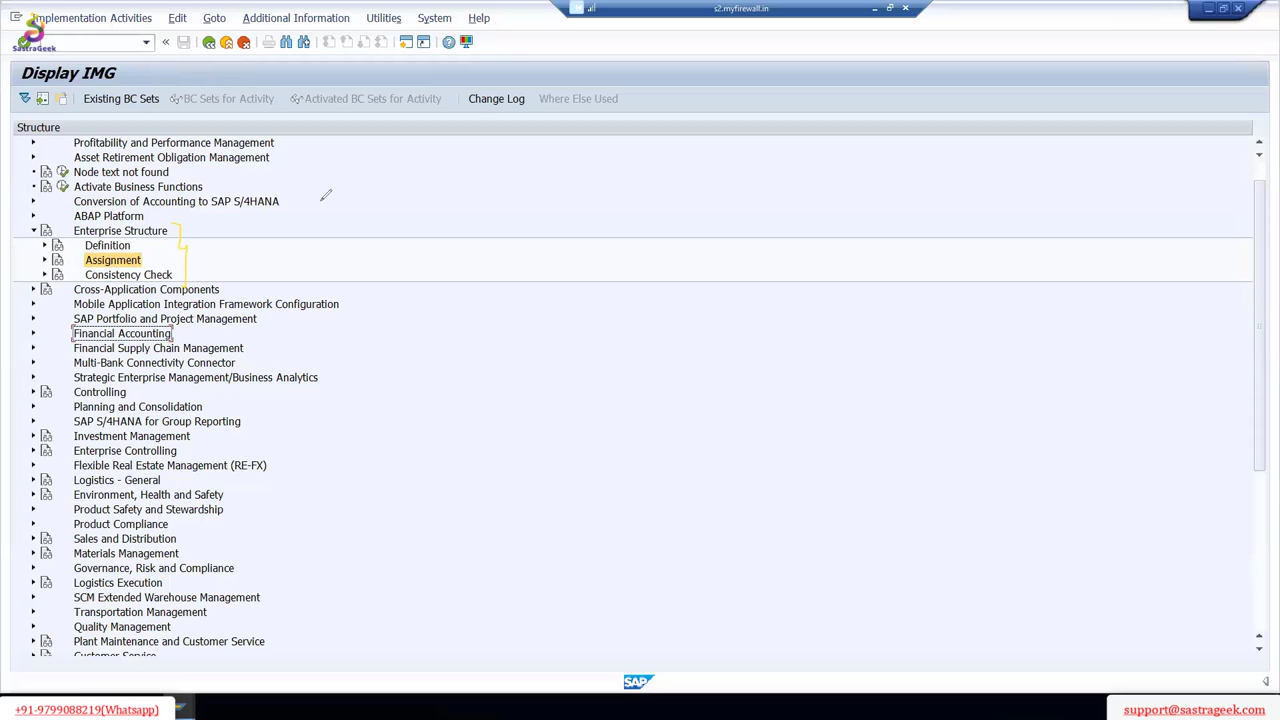 Implementation Activities Edit Goto Additional Information Utilities System Help
s2.myfirewall.in
SASTRAGEEK
Display IMG
Existing BC Sets BC Sets for Activity Activated BC Sets for Activity Change Log Where Else Used
Structure
Profitability and Performance Management
Asset Retirement Obligation Management
Node text not found
Activate Business Functions
Conversion of Accounting to SAP S/4HANA
ABAP Platform
Enterprise Structure
Definition
Assignment
Consistency Check
Cross-Application Components
Mobile Application Integration Framework Configuration
SAP Portfolio and Project Management
Financial Accounting
Financial Supply Chain Management
Multi-Bank Connectivity Connector
Strategic Enterprise Management/Business Analytics
Controlling
Planning and Consolidation
SAP S/4HANA for Group Reporting
Investment Management
Enterprise Controlling
Flexible Real Estate Management (RE-FX)
Logistics - General
Environment, Health and Safety
Product Safety and Stewardship
Product Compliance
Sales and Distribution
Materials Management
Governance, Risk and Compliance
Logistics Execution
SCM Extended Warehouse Management
Transportation Management
Quality Management
Plant Maintenance and Customer Service
Customer Service
SAP
+91-9799088219(Whatsapp) support@sastrageek.com